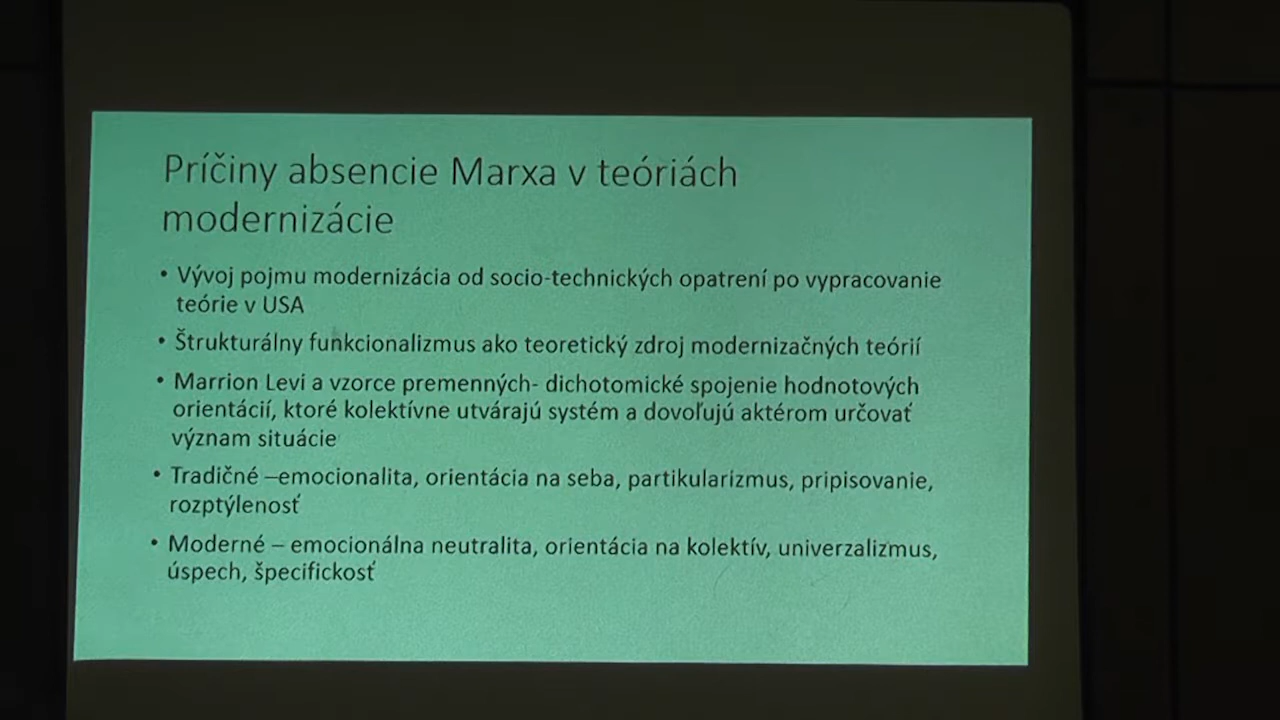 Príčiny absencie Marxa v teóriách
modernizácie
• Vývoj pojmu modernizácia od socio-technických opatrení po vypracovanie
teórie v USA
• Štrukturálny funkcionalizmus ako teoretický zdroj modernizačných teórií
• Marrion Levi a vzorce premenných- dichotomické spojenie hodnotových
orientácií, ktoré kolektívne utvárajú systém a dovoľujú aktérom určovať
význam situácie
• Tradičné –emocionalita, orientácia na seba, partikularizmus, pripisovanie,
rozptýlenosť
• Moderné – emocionálna neutralita, orientácia na kolektív, univerzalizmus,
úspech, špecifickosť